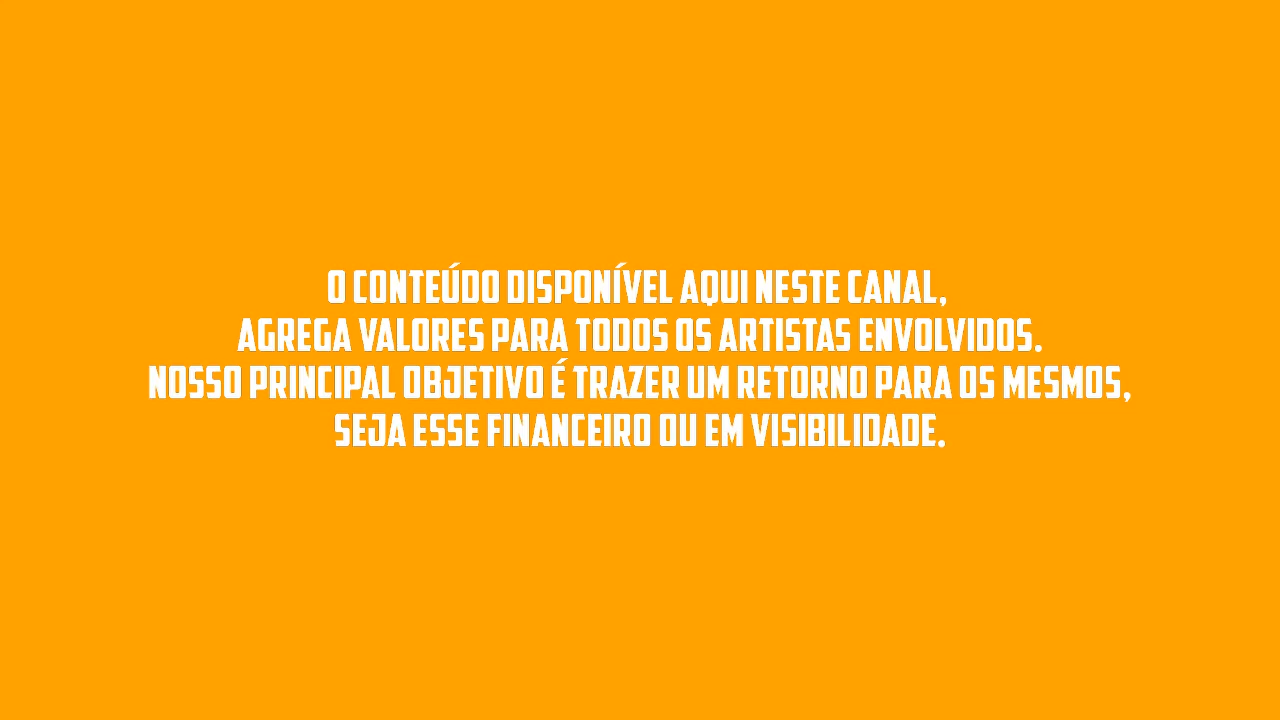 O CONTEÚDO DISPONÍVEL AQUI NESTE CANAL,
AGREGA VALORES PARA TODOS OS ARTISTAS ENVOLVIDOS.
NOSSO PRINCIPAL OBJETIVO É TRAZER UM RETORNO PARA OS MESMOS,
SEJA ESSE FINANCEIRO OU EM VISIBILIDADE.